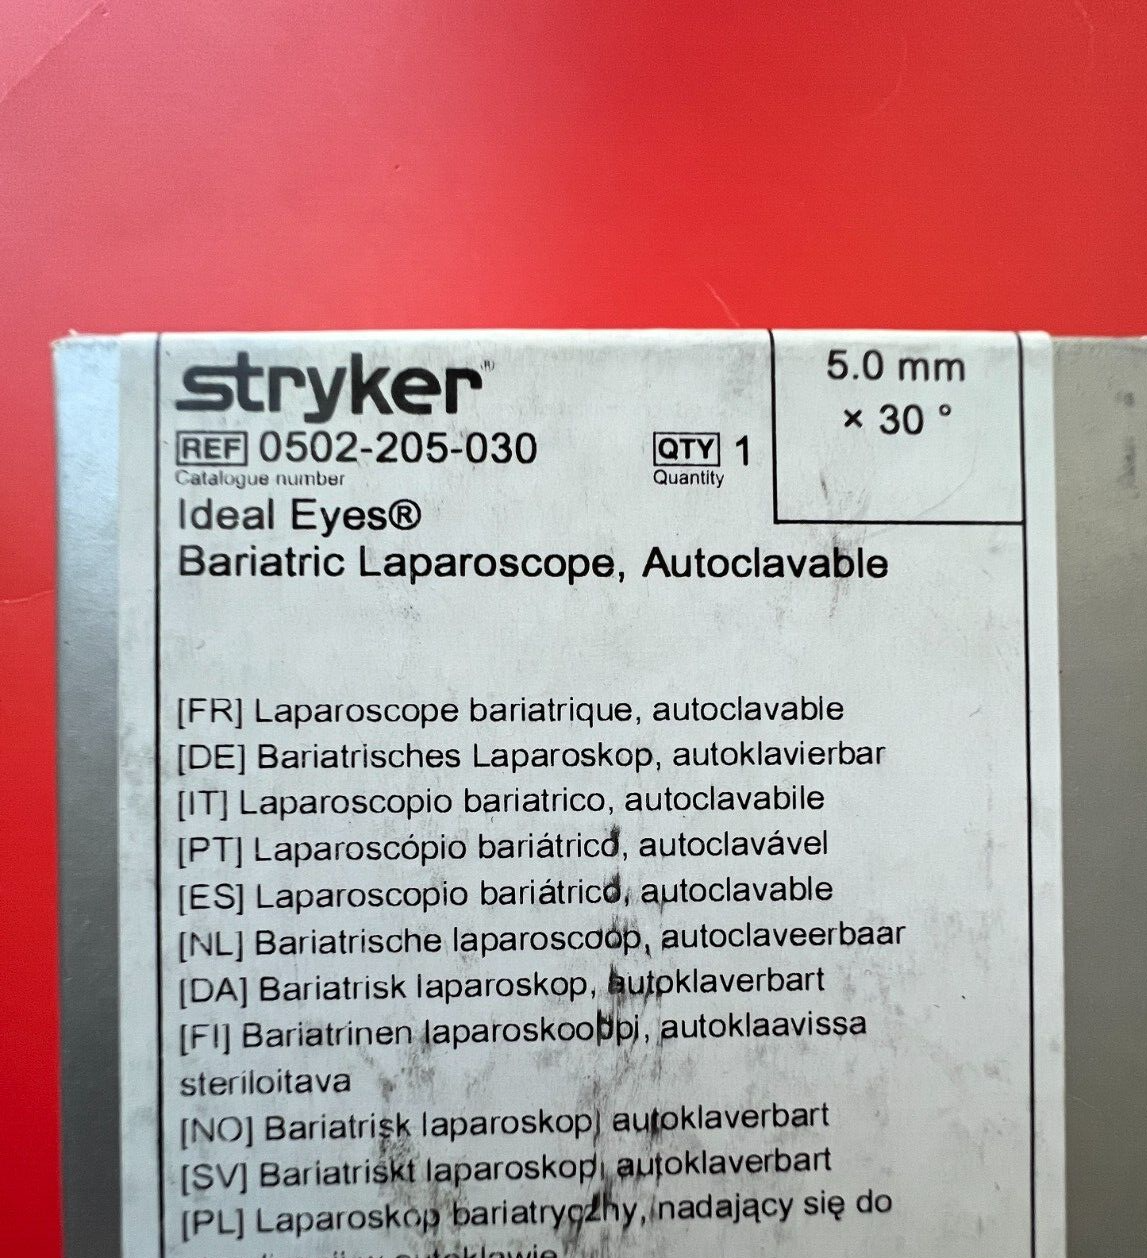 stryker®
REF 0502-205-030
Catalogue number
QTY 1
Quantity
5.0 mm
× 30 °
Ideal Eyes®
Bariatric Laparoscope, Autoclavable
[FR] Laparoscope bariatrique, autoclavable
[DE] Bariatrisches Laparoskop, autoklavierbar
[IT] Laparoscopio bariatrico, autoclavabile
[PT] Laparoscópio bariátrico, autoclavável
[ES] Laparoscopio bariátrico, autoclavable
[NL] Bariatrische laparoscoop, autoclaveerbaar
[DA] Bariatrisk laparoskop, autoklaverbart
[FI] Bariatrinen laparoskooppi, autoklaavissa
steriloitava
[NO] Bariatrisk laparoskop, autoklaverbart
[SV] Bariatriskt laparoskop, autoklaverbart
[PL] Laparoskop bariatryczny, nadający się do
autoklawie